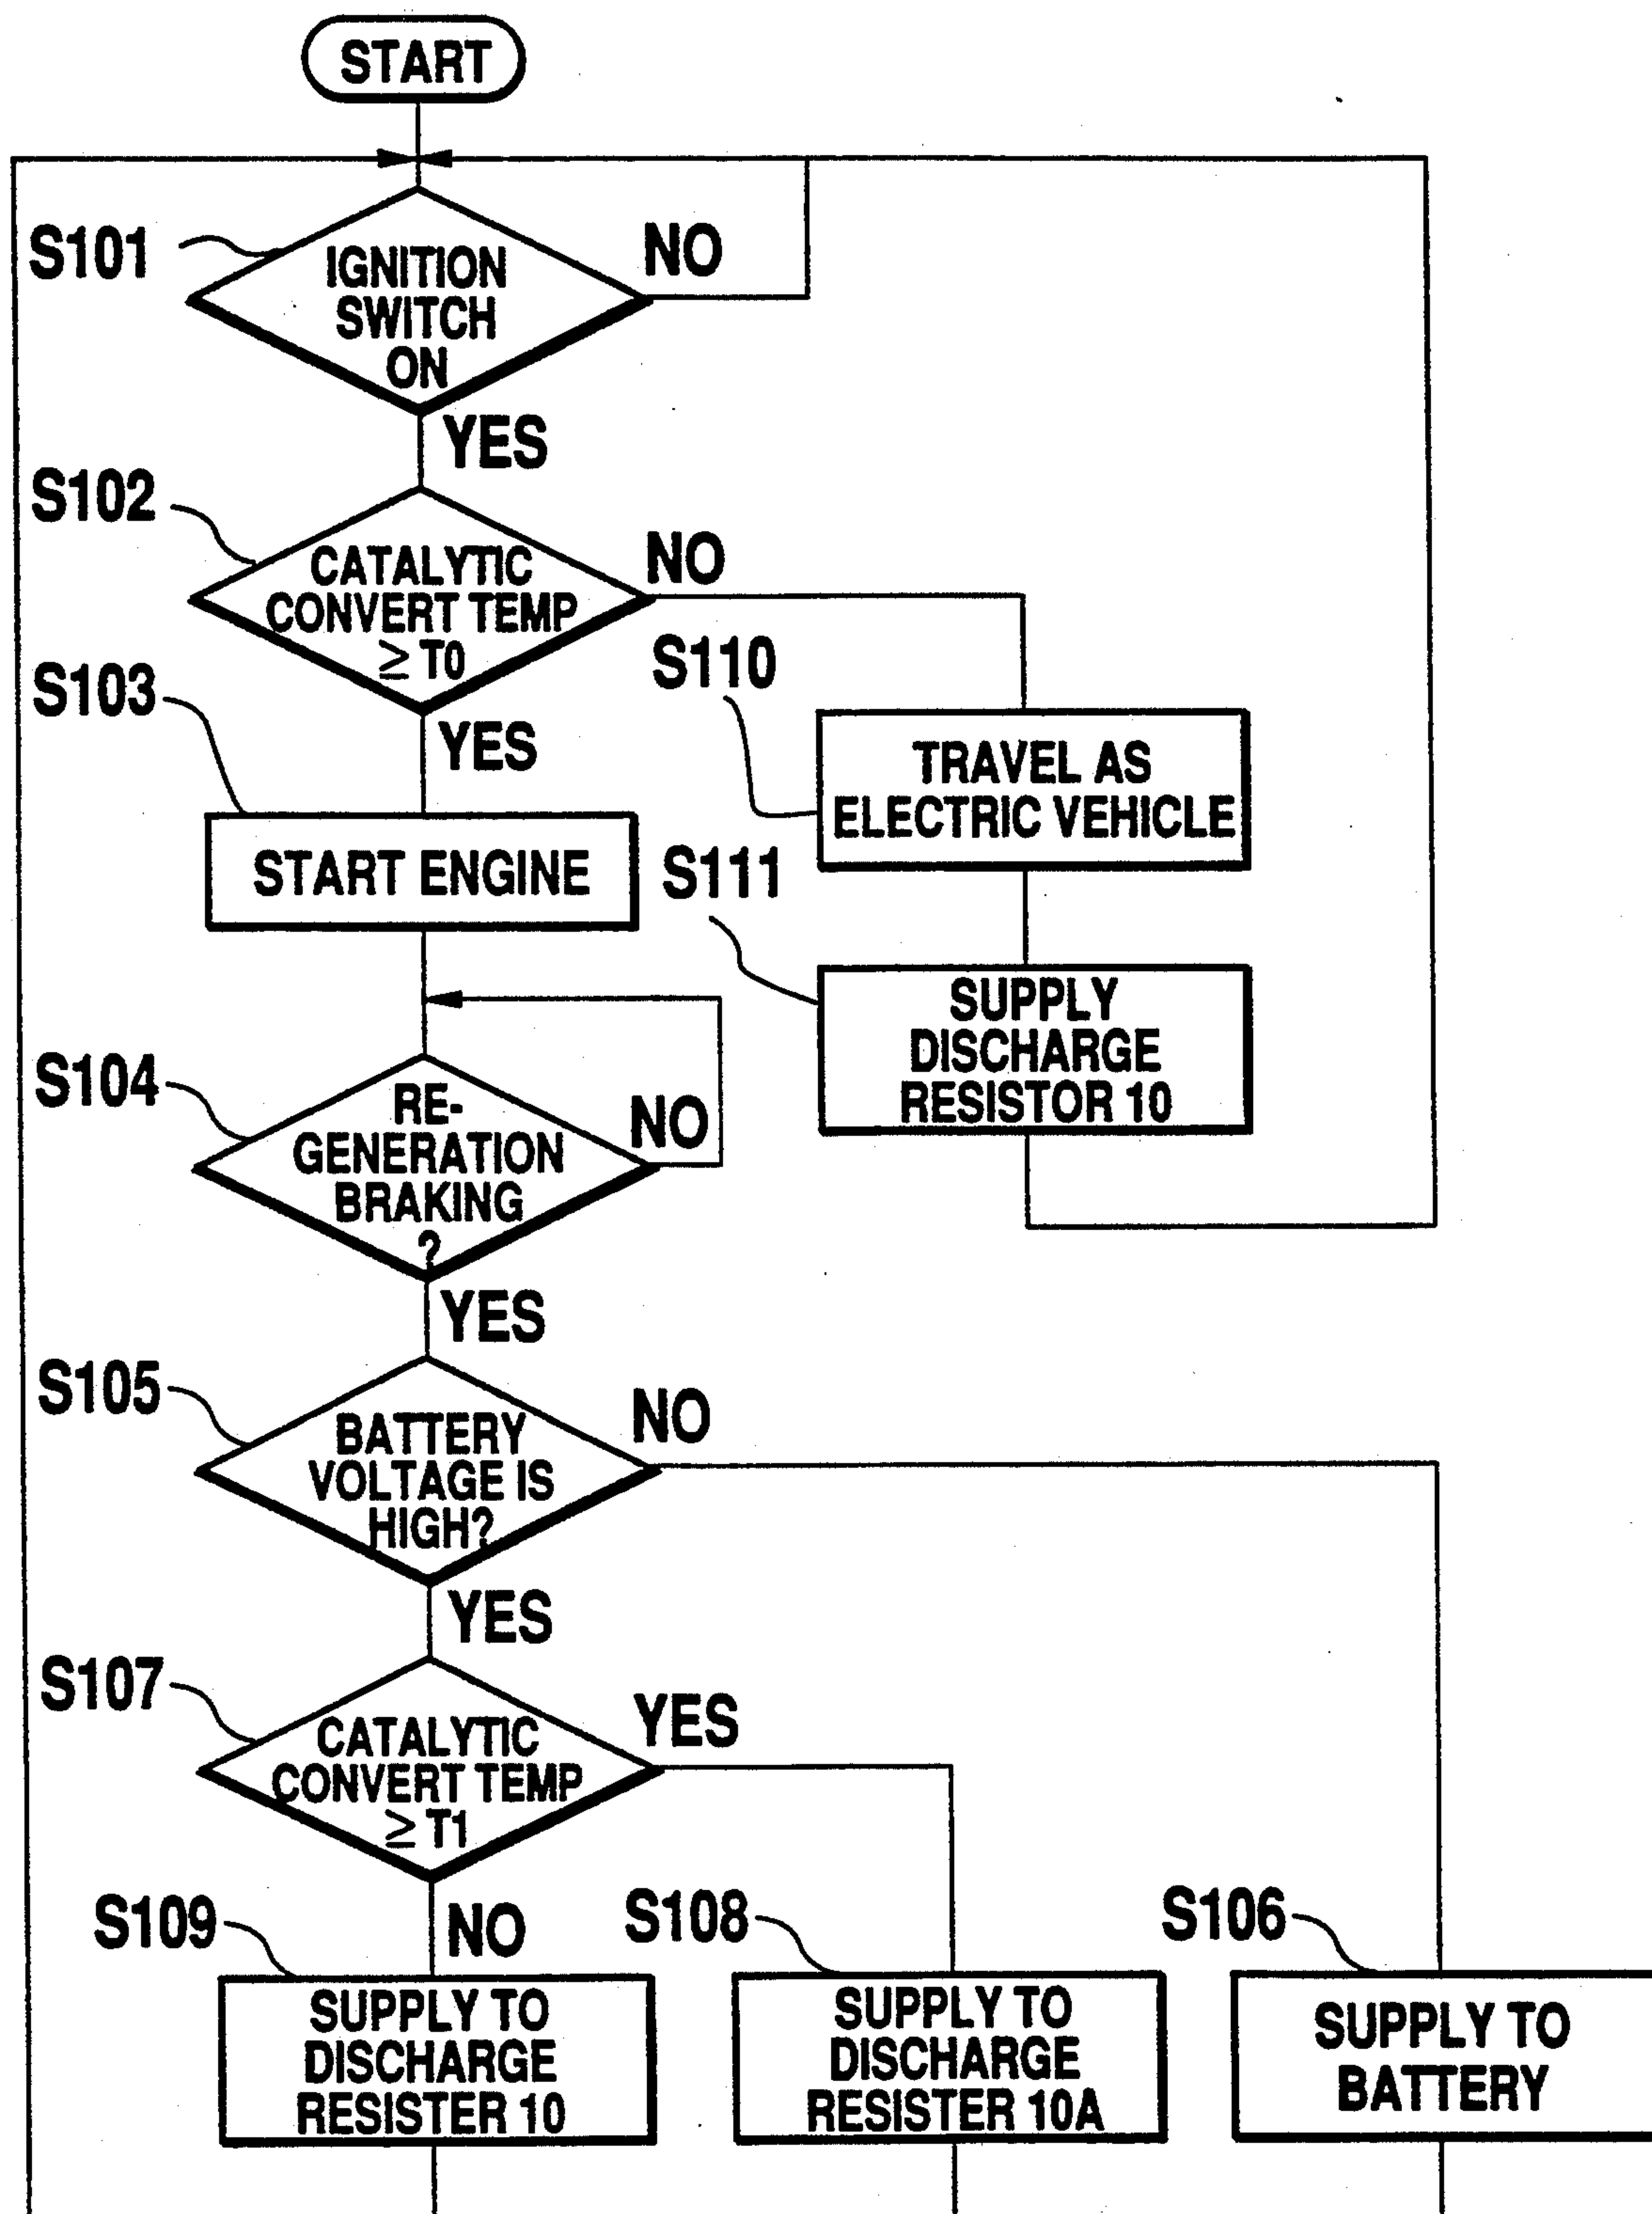 START
S101
IGNITION
SWITCH
ON
NO
YES
S102
CATALYTIC
CONVERT TEMP
≥ T0
NO
YES
S103
START ENGINE
S110
TRAVEL AS
ELECTRIC VEHICLE
S111
SUPPLY
DISCHARGE
RESISTOR 10
S104
RE-
GENERATION
BRAKING
?
NO
YES
S105
BATTERY
VOLTAGE IS
HIGH?
NO
YES
S107
CATALYTIC
CONVERT TEMP
≥ T1
YES
NO
S109
SUPPLY TO
DISCHARGE
RESISTER 10
S108
SUPPLY TO
DISCHARGE
RESISTER 10A
S106
SUPPLY TO
BATTERY